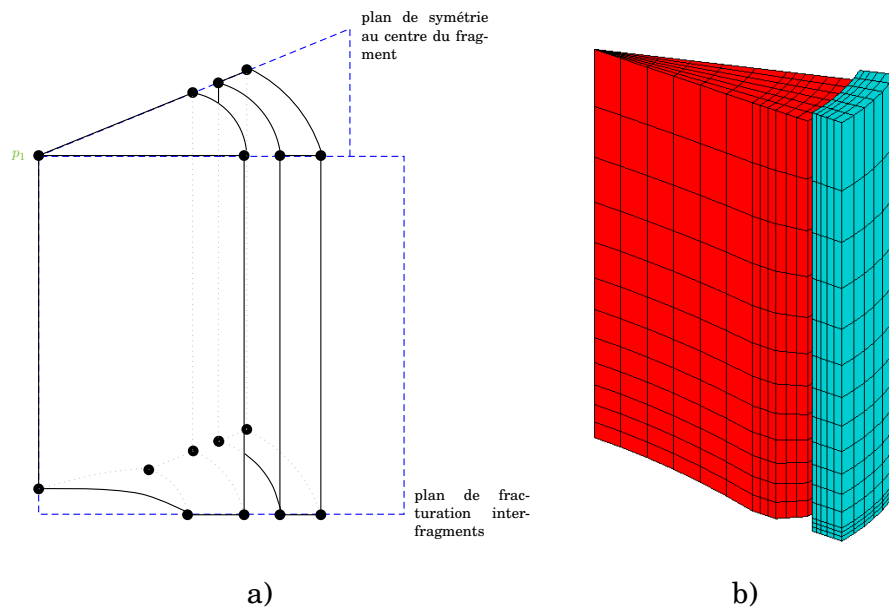 plan de symétrie
au centre du frag-
ment
p₁
plan de frac-
turation inter-
fragments
a)
b)